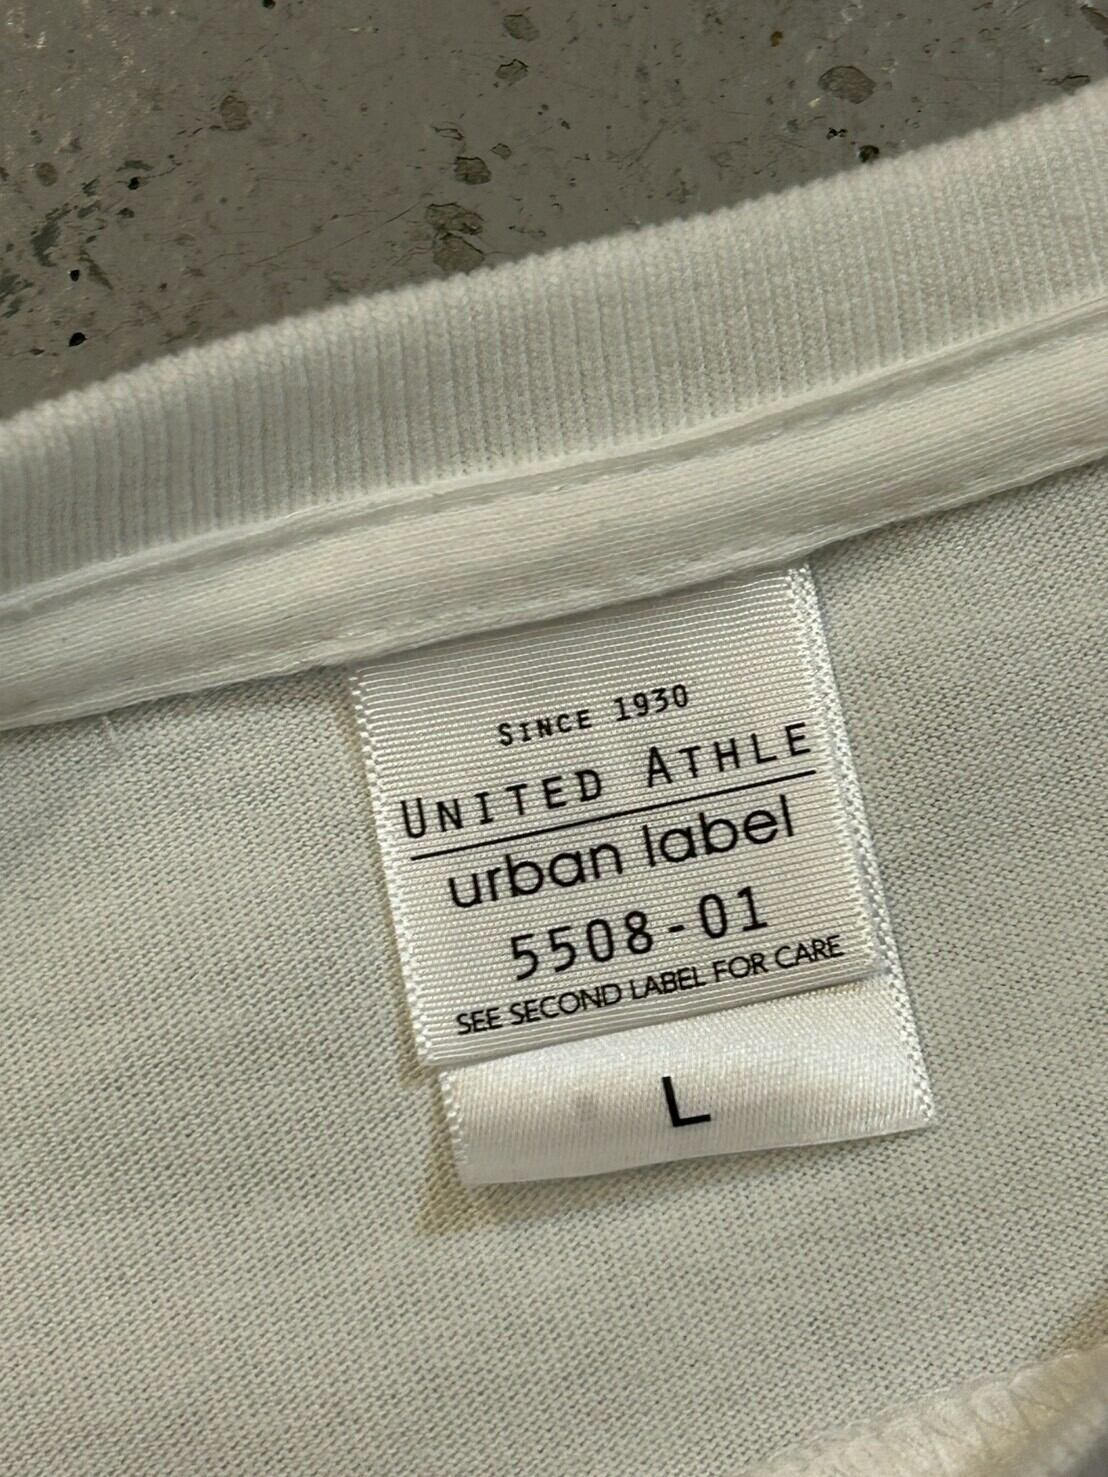 SINCE 1930
UNITED ATHLE
urban label
5508-01
SEE SECOND LABEL FOR CARE
L